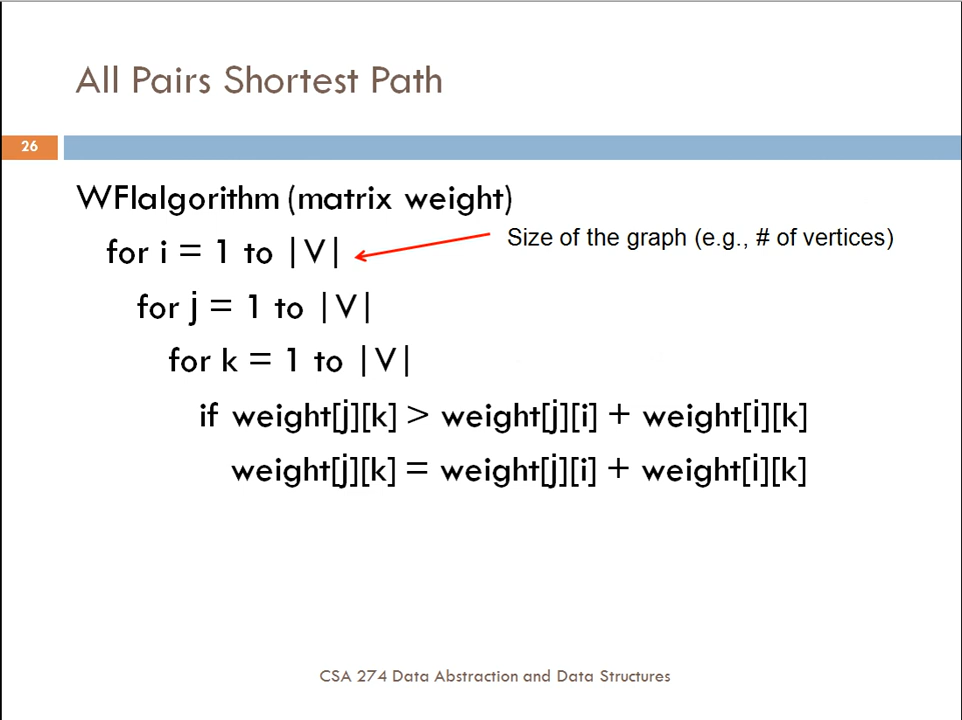 All Pairs Shortest Path
26
WFIalgorithm (matrix weight)
for i = 1 to |V|
Size of the graph (e.g., # of vertices)
for j = 1 to |V|
for k = 1 to |V|
if weight[j][k] > weight[j][i] + weight[i][k]
weight[j][k] = weight[j][i] + weight[i][k]
CSA 274 Data Abstraction and Data Structures